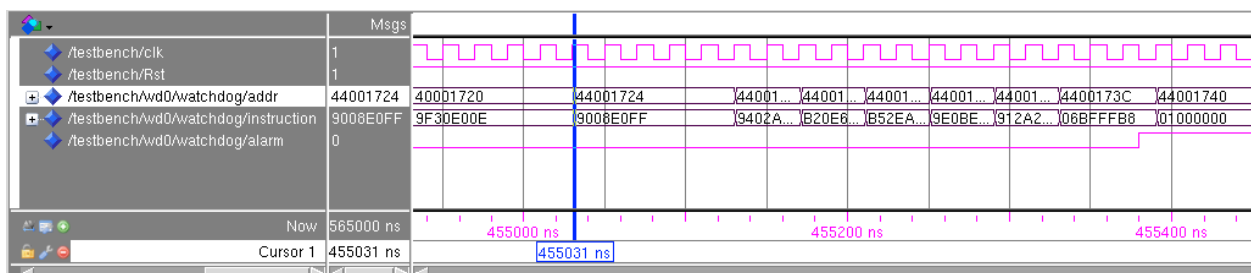 Msgs
/testbench/clk 1
/testbench/Rst 1
/testbench/wd0/watchdog/addr 44001724 40001720 44001724 44001... 44001... 44001... 44001... 44001... 4400173C 44001740
/testbench/wd0/watchdog/instruction 9008E0FF 9F30E00E 9008E0FF 9402A... B20E6... B52EA... 9E0BE... 912A2... 06BFFFB8 01000000
/testbench/wd0/watchdog/alarm 0
Now 565000 ns 455000 ns 455200 ns 455400 ns
Cursor 1 455031 ns 455031 ns